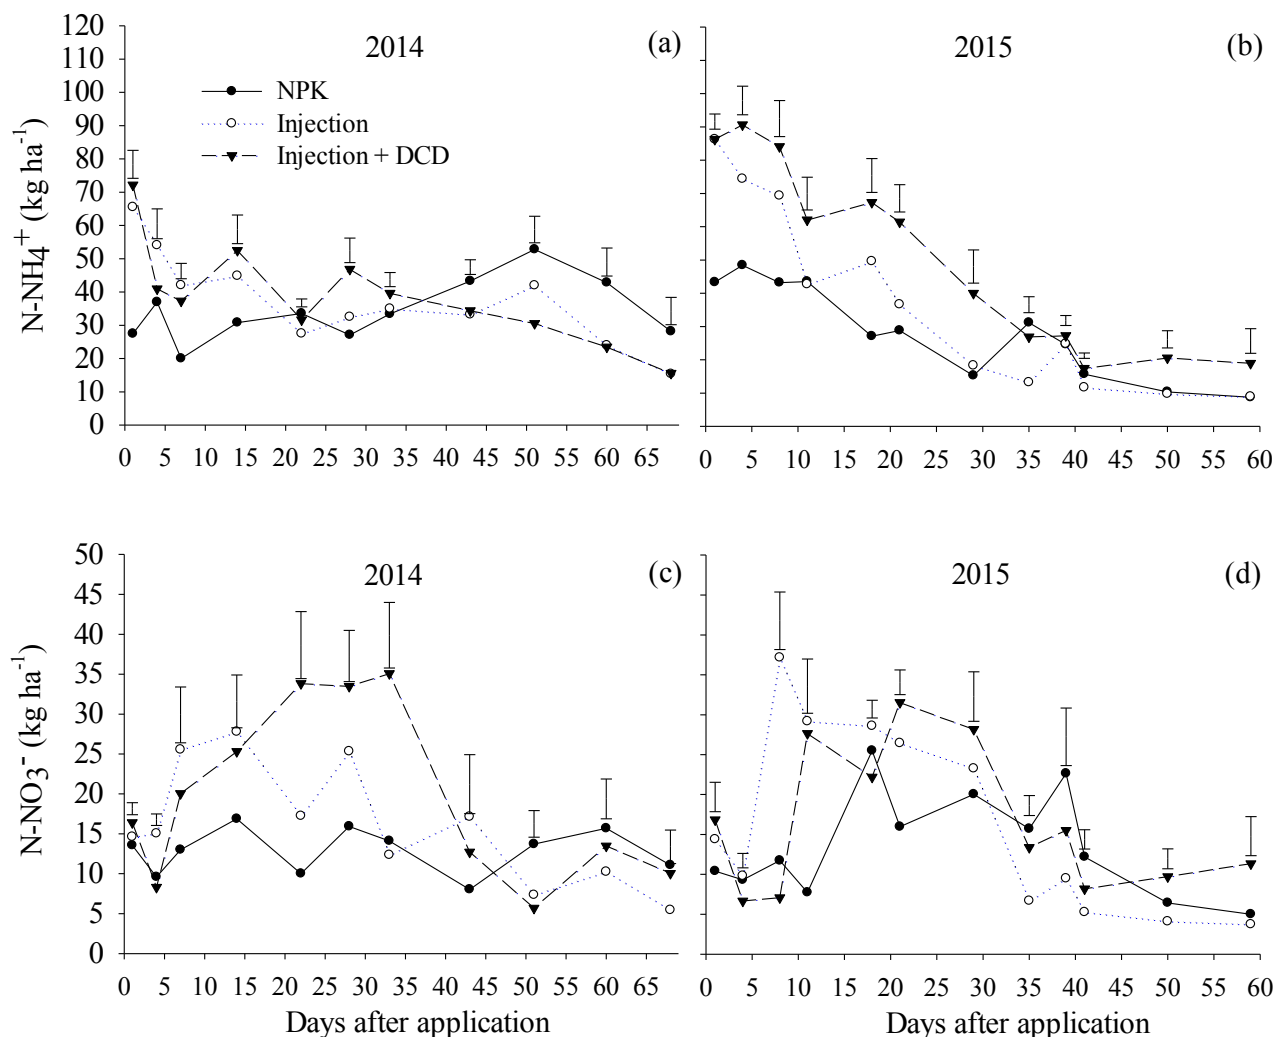 2014 (a)
NPK
Injection
Injection + DCD
N-NH4+ (kg ha-1)
120
110
100
90
80
70
60
50
40
30
20
10
0
0 5 10 15 20 25 30 35 40 45 50 55 60 65
2015 (b)
0 5 10 15 20 25 30 35 40 45 50 55 60
2014 (c)
N-NO3- (kg ha-1)
50
45
40
35
30
25
20
15
10
5
0
0 5 10 15 20 25 30 35 40 45 50 55 60 65
Days after application
2015 (d)
0 5 10 15 20 25 30 35 40 45 50 55 60
Days after application